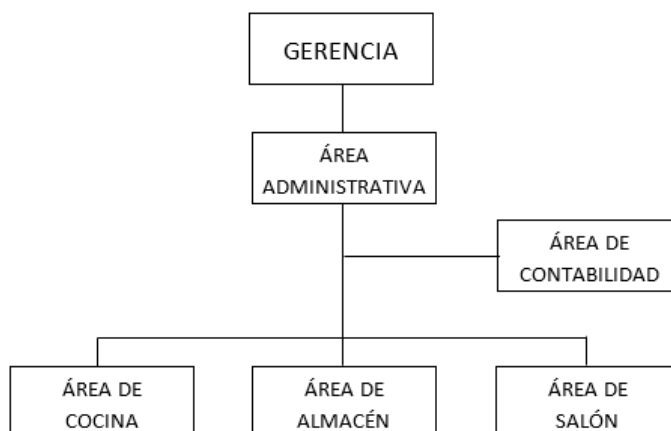 GERENCIA
ÁREA
ADMINISTRATIVA
ÁREA DE
CONTABILIDAD
ÁREA DE
COCINA
ÁREA DE
ALMACÉN
ÁREA DE
SALÓN